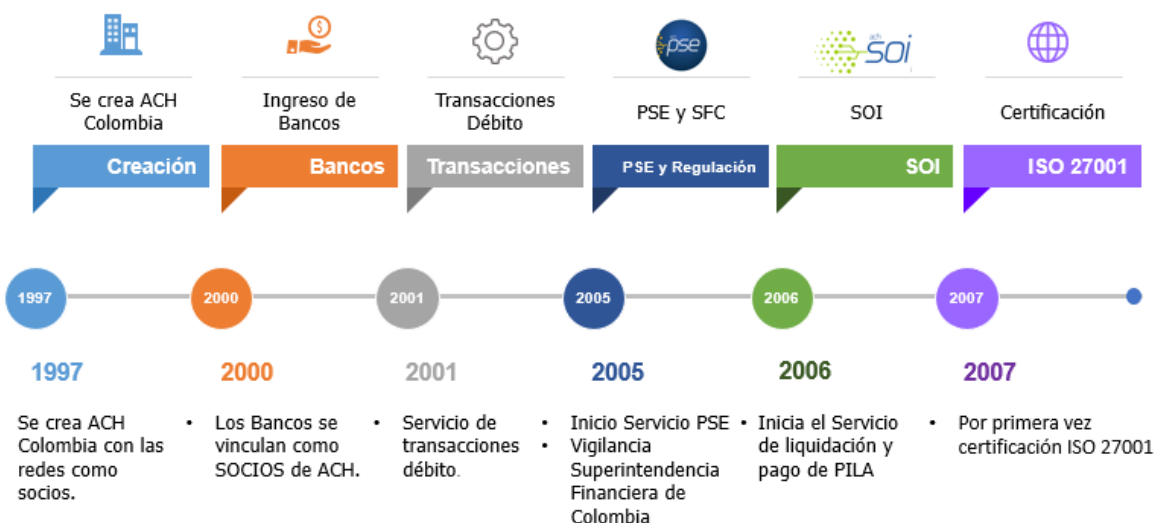 pse
ach
SOI
Se crea ACH
Colombia
Ingreso de
Bancos
Transacciones
Débito
PSE y SFC
SOI
Certificación
Creación
Bancos
Transacciones
PSE y Regulación
SOI
ISO 27001
1997
2000
2001
2005
2006
2007
1997
2000
2001
2005
2006
2007
Se crea ACH
Colombia con las
redes como
socios.
• Los Bancos se
vinculan como
SOCIOS de ACH.
• Servicio de
transacciones
débito.
• Inicio Servicio PSE
• Vigilancia
Superintendencia
Financiera de
Colombia
• Inicia el Servicio
de liquidación y
pago de PILA
• Por primera vez
certificación ISO 27001